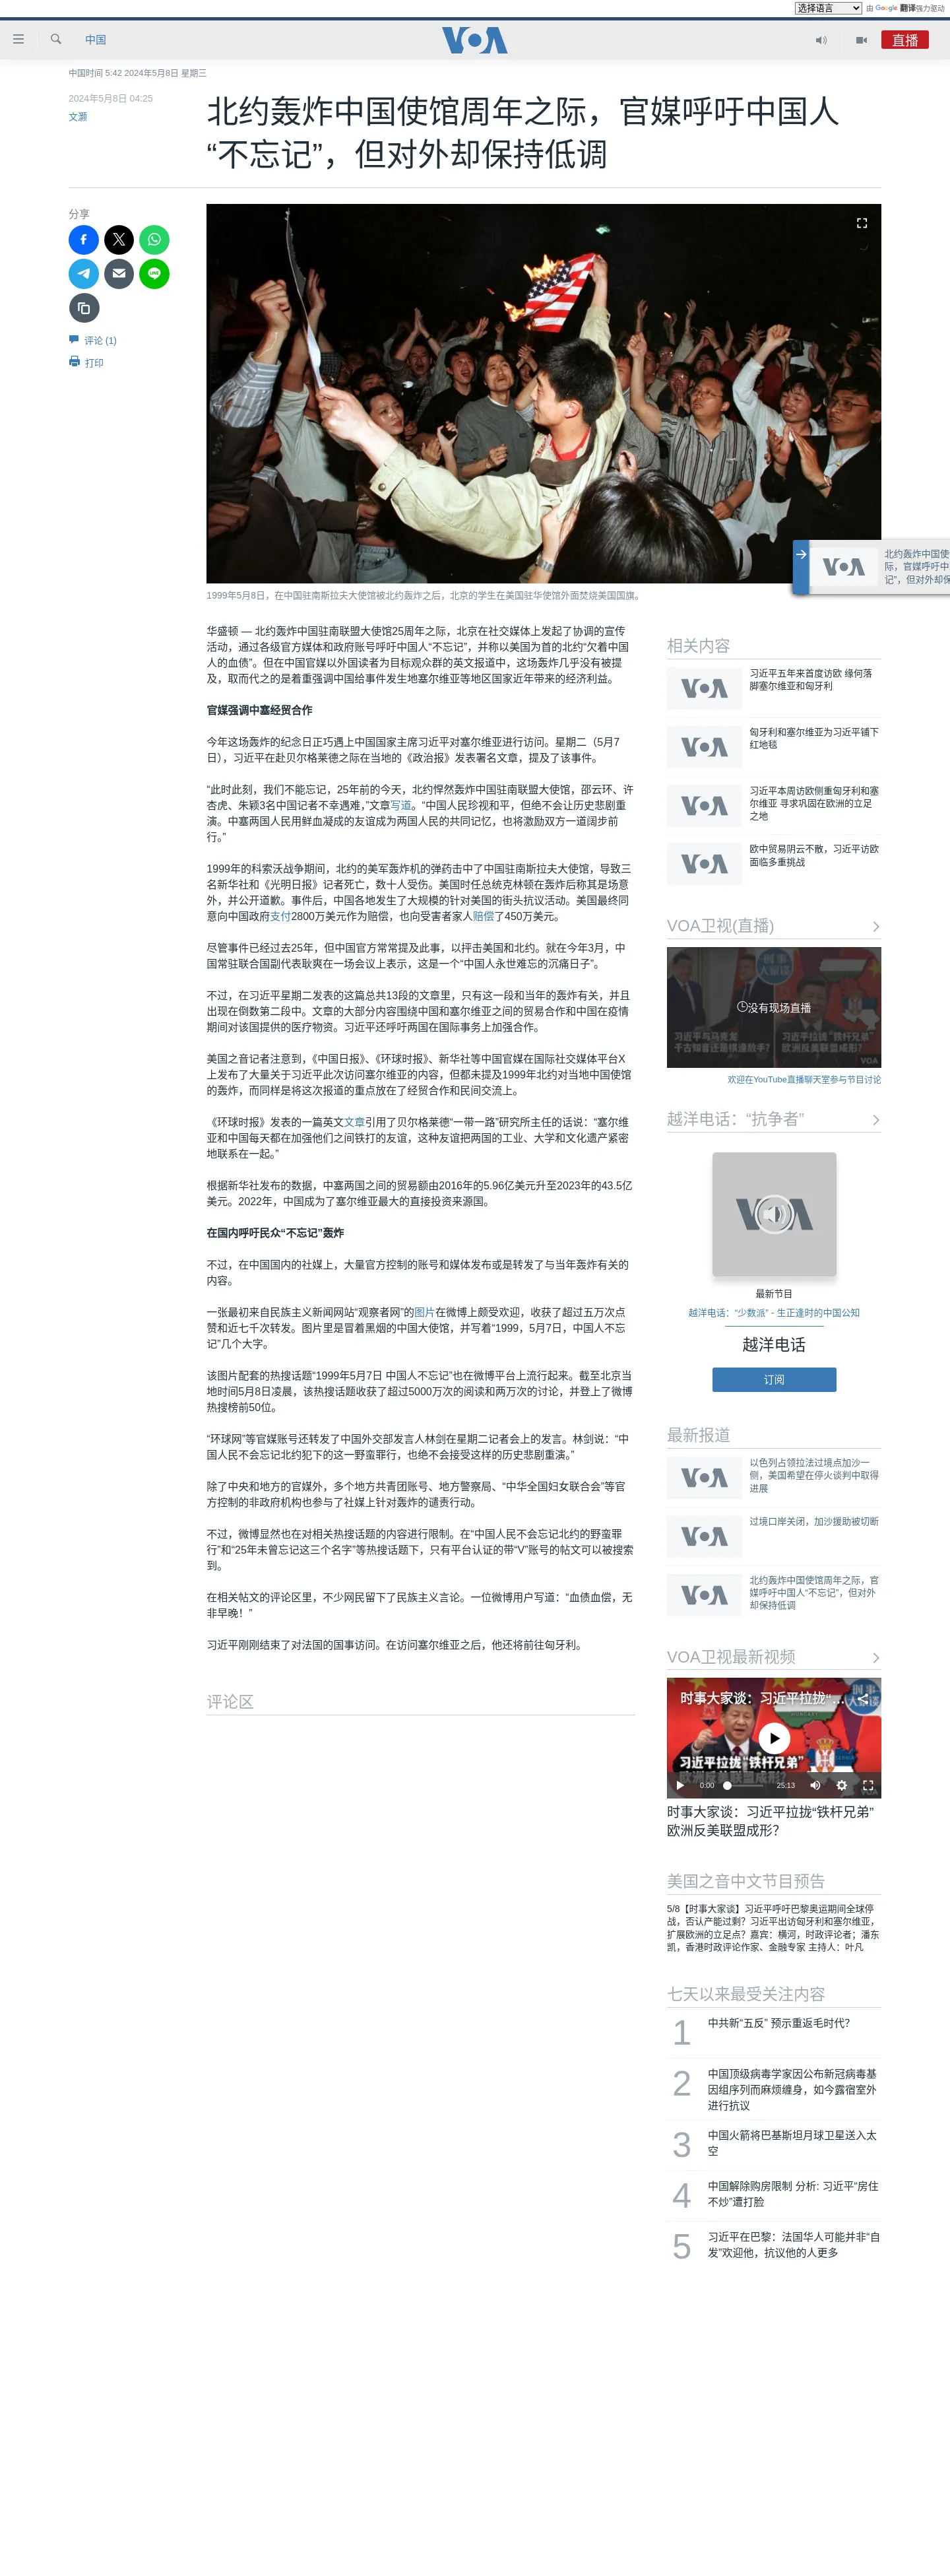 选择语言 由 Google 翻译强力驱动
中国
VOA
直播
中国时间 5:42 2024年5月8日 星期三
2024年5月8日 04:25
文灏
北约轰炸中国使馆周年之际，官媒呼吁中国人
“不忘记”，但对外却保持低调
分享
评论 (1)
打印
北约轰炸中国使
际，官媒呼吁中
记”，但对外却保
1999年5月8日，在中国驻南斯拉夫大使馆被北约轰炸之后，北京的学生在美国驻华使馆外面焚烧美国国旗。
华盛顿 — 北约轰炸中国驻南联盟大使馆25周年之际，北京在社交媒体上发起了协调的宣传
活动，通过各级官方媒体和政府账号呼吁中国人“不忘记”，并称以美国为首的北约“欠着中国
人的血债”。但在中国官媒以外国读者为目标观众群的英文报道中，这场轰炸几乎没有被提
及，取而代之的是着重强调中国给事件发生地塞尔维亚等地区国家近年带来的经济利益。
官媒强调中塞经贸合作
今年这场轰炸的纪念日正巧遇上中国国家主席习近平对塞尔维亚进行访问。星期二（5月7
日），习近平在赴贝尔格莱德之际在当地的《政治报》发表署名文章，提及了该事件。
“此时此刻，我们不能忘记，25年前的今天，北约悍然轰炸中国驻南联盟大使馆，邵云环、许
杏虎、朱颖3名中国记者不幸遇难，”文章写道。“中国人民珍视和平，但绝不会让历史悲剧重
演。中塞两国人民用鲜血凝成的友谊成为两国人民的共同记忆，也将激励双方一道阔步前
行。”
1999年的科索沃战争期间，北约的美军轰炸机的弹药击中了中国驻南斯拉夫大使馆，导致三
名新华社和《光明日报》记者死亡，数十人受伤。美国时任总统克林顿在轰炸后称其是场意
外，并公开道歉。事件后，中国各地发生了大规模的针对美国的街头抗议活动。美国最终同
意向中国政府支付2800万美元作为赔偿，也向受害者家人赔偿了450万美元。
尽管事件已经过去25年，但中国官方常常提及此事，以抨击美国和北约。就在今年3月，中
国常驻联合国副代表耿爽在一场会议上表示，这是一个“中国人永世难忘的沉痛日子”。
不过，在习近平星期二发表的这篇总共13段的文章里，只有这一段和当年的轰炸有关，并且
出现在倒数第二段中。文章的大部分内容围绕中国和塞尔维亚之间的贸易合作和中国在疫情
期间对该国提供的医疗物资。习近平还呼吁两国在国际事务上加强合作。
美国之音记者注意到，《中国日报》、《环球时报》、新华社等中国官媒在国际社交媒体平台X
上发布了大量关于习近平此次访问塞尔维亚的内容，但都未提及1999年北约对当地中国使馆
的轰炸，而同样是将这次报道的重点放在了经贸合作和民间交流上。
《环球时报》发表的一篇英文文章引用了贝尔格莱德“一带一路”研究所主任的话说：“塞尔维
亚和中国每天都在加强他们之间铁打的友谊，这种友谊把两国的工业、大学和文化遗产紧密
地联系在一起。”
根据新华社发布的数据，中塞两国之间的贸易额由2016年的5.96亿美元升至2023年的43.5亿
美元。2022年，中国成为了塞尔维亚最大的直接投资来源国。
在国内呼吁民众“不忘记”轰炸
不过，在中国国内的社媒上，大量官方控制的账号和媒体发布或是转发了与当年轰炸有关的
内容。
一张最初来自民族主义新闻网站“观察者网”的图片在微博上颇受欢迎，收获了超过五万次点
赞和近七千次转发。图片里是冒着黑烟的中国大使馆，并写着“1999，5月7日，中国人不忘
记”几个大字。
该图片配套的热搜话题“1999年5月7日 中国人不忘记”也在微博平台上流行起来。截至北京当
地时间5月8日凌晨，该热搜话题收获了超过5000万次的阅读和两万次的讨论，并登上了微博
热搜榜前50位。
“环球网”等官媒账号还转发了中国外交部发言人林剑在星期二记者会上的发言。林剑说：“中
国人民不会忘记北约犯下的这一野蛮罪行，也绝不会接受这样的历史悲剧重演。”
除了中央和地方的官媒外，多个地方共青团账号、地方警察局、“中华全国妇女联合会”等官
方控制的非政府机构也参与了社媒上针对轰炸的谴责行动。
不过，微博显然也在对相关热搜话题的内容进行限制。在“中国人民不会忘记北约的野蛮罪
行”和“25年未曾忘记这三个名字”等热搜话题下，只有平台认证的带“V”账号的帖文可以被搜索
到。
在相关帖文的评论区里，不少网民留下了民族主义言论。一位微博用户写道：“血债血偿，无
非早晚！”
习近平刚刚结束了对法国的国事访问。在访问塞尔维亚之后，他还将前往匈牙利。
评论区
相关内容
习近平五年来首度访欧 缘何落
脚塞尔维亚和匈牙利
匈牙利和塞尔维亚为习近平铺下
红地毯
习近平本周访欧侧重匈牙利和塞
尔维亚 寻求巩固在欧洲的立足
之地
欧中贸易阴云不散，习近平访欧
面临多重挑战
VOA卫视(直播)
没有现场直播
欢迎在YouTube直播聊天室参与节目讨论
越洋电话：“抗争者”
最新节目
越洋电话：“少数派” - 生正逢时的中国公知
越洋电话
订阅
最新报道
以色列占领拉法过境点加沙一
侧，美国希望在停火谈判中取得
进展
过境口岸关闭，加沙援助被切断
北约轰炸中国使馆周年之际，官
媒呼吁中国人“不忘记”，但对外
却保持低调
VOA卫视最新视频
时事大家谈：习近平拉拢“...
习近平拉拢“铁杆兄弟”
欧洲反美联盟成形？
0:00 25:13
时事大家谈：习近平拉拢“铁杆兄弟”
欧洲反美联盟成形？
美国之音中文节目预告
5/8【时事大家谈】习近平呼吁巴黎奥运期间全球停
战，否认产能过剩？习近平出访匈牙利和塞尔维亚，
扩展欧洲的立足点？嘉宾：横河，时政评论者；潘东
凯，香港时政评论作家、金融专家 主持人：叶凡
七天以来最受关注内容
1 中共新“五反” 预示重返毛时代？
2 中国顶级病毒学家因公布新冠病毒基
因组序列而麻烦缠身，如今露宿室外
进行抗议
3 中国火箭将巴基斯坦月球卫星送入太
空
4 中国解除购房限制 分析: 习近平“房住
不炒”遭打脸
5 习近平在巴黎：法国华人可能并非“自
发”欢迎他，抗议他的人更多